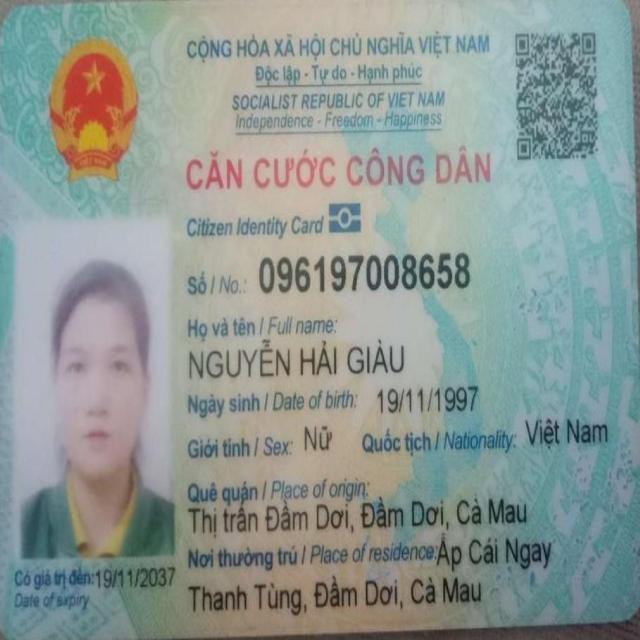 CỘNG HÒA XÃ HỘI CHỦ NGHĨA VIỆT NAM
Độc lập - Tự do - Hạnh phúc
SOCIALIST REPUBLIC OF VIET NAM
Independence - Freedom - Happiness
CĂN CƯỚC CÔNG DÂN
Citizen Identity Card
Số / No.: 096197008658
Họ và tên / Full name:
NGUYỄN HẢI GIÀU
Ngày sinh / Date of birth: 19/11/1997
Giới tính / Sex: Nữ Quốc tịch / Nationality: Việt Nam
Quê quán / Place of origin:
Thị trấn Đầm Dơi, Đầm Dơi, Cà Mau
Nơi thường trú / Place of residence: Ấp Cái Ngay
Thanh Tùng, Đầm Dơi, Cà Mau
Có giá trị đến: 19/11/2037
Date of expiry